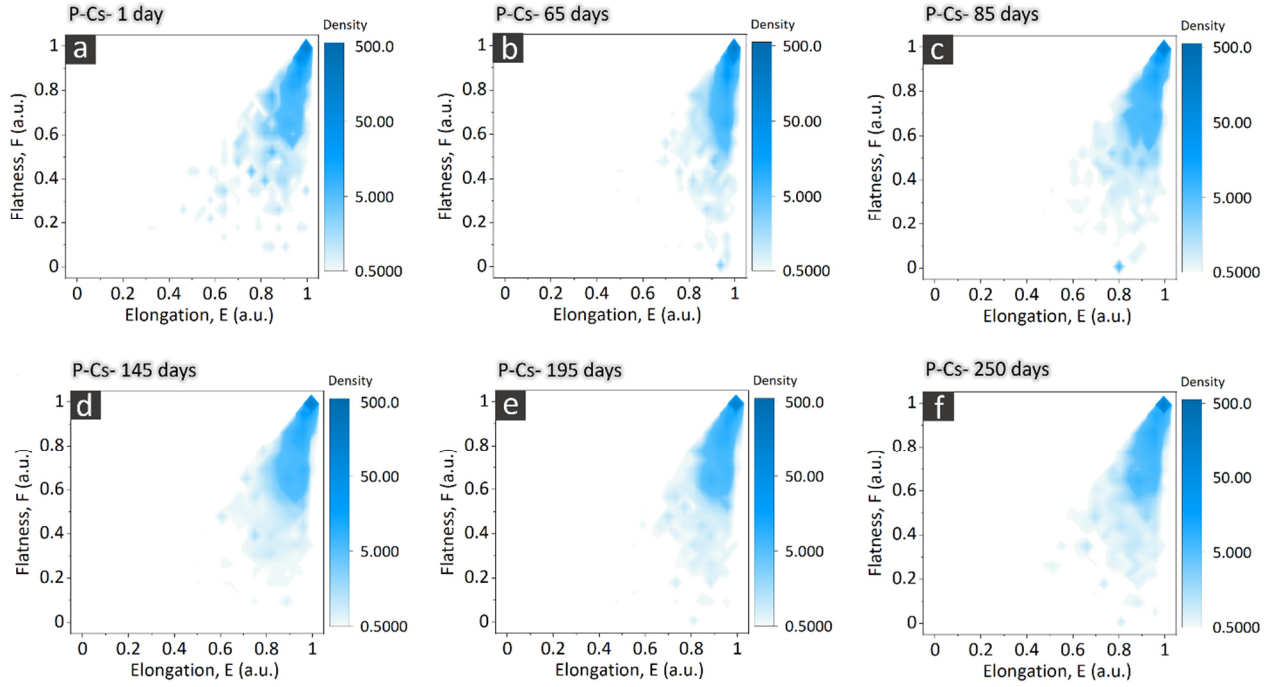 P-Cs- 1 day
a
Density
500.0
50.00
5.000
0.5000
1
0.8
0.6
0.4
0.2
0
Flatness, F (a.u.)
0 0.2 0.4 0.6 0.8 1
Elongation, E (a.u.)
P-Cs- 65 days
b
Density
500.0
50.00
5.000
0.5000
1
0.8
0.6
0.4
0.2
0
Flatness, F (a.u.)
0 0.2 0.4 0.6 0.8 1
Elongation, E (a.u.)
P-Cs- 85 days
c
Density
500.0
50.00
5.000
0.5000
1
0.8
0.6
0.4
0.2
0
Flatness, F (a.u.)
0 0.2 0.4 0.6 0.8 1
Elongation, E (a.u.)
P-Cs- 145 days
d
Density
500.0
50.00
5.000
0.5000
1
0.8
0.6
0.4
0.2
0
Flatness, F (a.u.)
0 0.2 0.4 0.6 0.8 1
Elongation, E (a.u.)
P-Cs- 195 days
e
Density
500.0
50.00
5.000
0.5000
1
0.8
0.6
0.4
0.2
0
Flatness, F (a.u.)
0 0.2 0.4 0.6 0.8 1
Elongation, E (a.u.)
P-Cs- 250 days
f
Density
500.0
50.00
5.000
0.5000
1
0.8
0.6
0.4
0.2
0
Flatness, F (a.u.)
0 0.2 0.4 0.6 0.8 1
Elongation, E (a.u.)